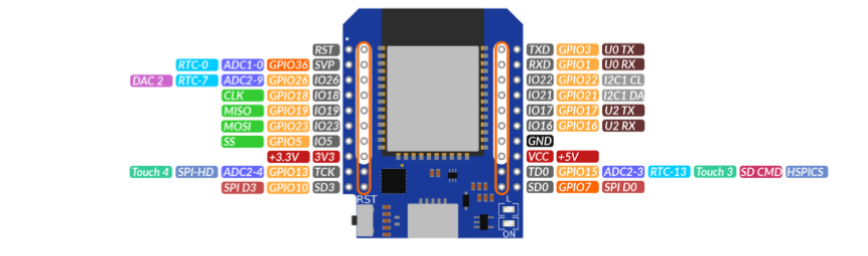 RST TXD GPIO3 U0 TX
RTC-0 ADC1-0 GPIO36 SVP RXD GPIO1 U0 RX
DAC 2 RTC-7 ADC2-9 GPIO26 IO26 IO22 GPIO22 I2C1 CL
CLK GPIO18 IO18 IO21 GPIO21 I2C1 DA
MISO GPIO19 IO19 IO17 GPIO17 U2 TX
MOSI GPIO23 IO23 IO16 GPIO16 U2 RX
SS GPIO5 IO5 GND
+3.3V 3V3 VCC +5V
Touch 4 SPI-HD ADC2-4 GPIO13 TCK TD0 GPIO15 ADC2-3 RTC-13 Touch 3 SD CMD HSPICS
SPI D3 GPIO10 SD3 SD0 GPIO7 SPI D0
RST L
ON